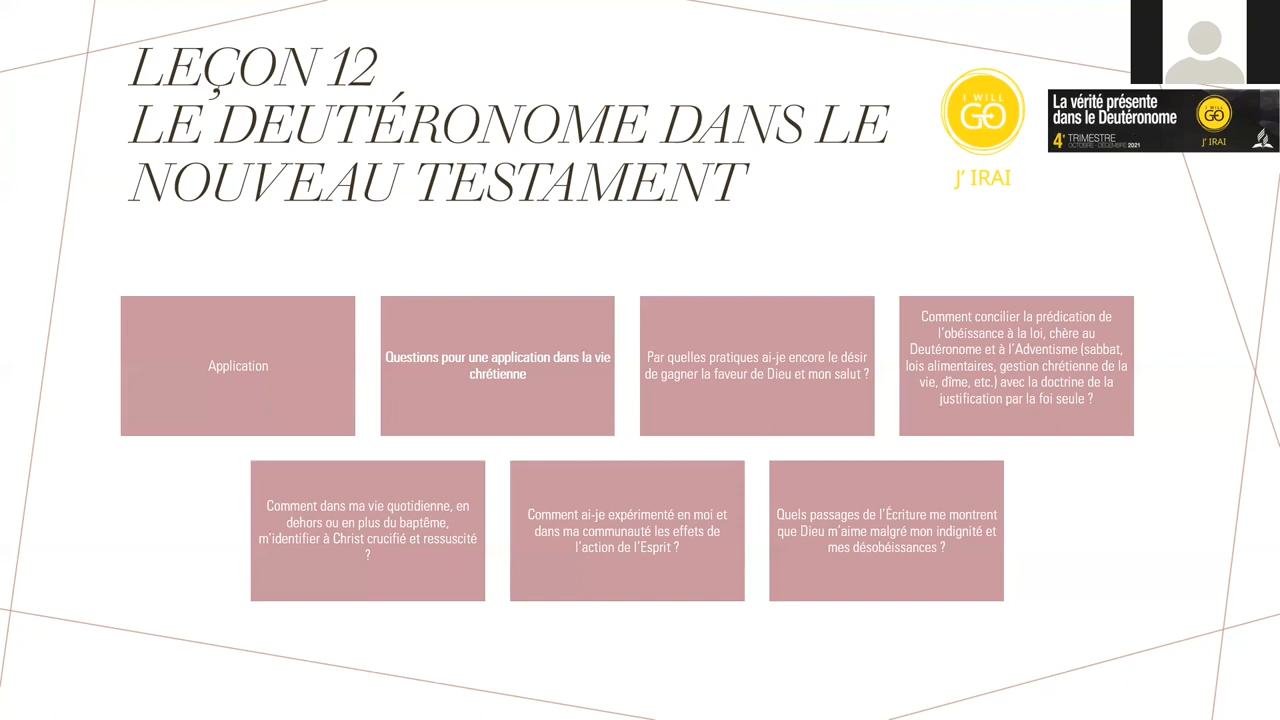 LEÇON 12
LE DEUTÉRONOME DANS LE
NOUVEAU TESTAMENT
I WILL
GO
J' IRAI
La vérité présente
dans le Deutéronome
4e TRIMESTRE
OCTOBRE - DÉCEMBRE 2021
I WILL
GO
J' IRAI
Application
Questions pour une application dans la vie
chrétienne
Par quelles pratiques ai-je encore le désir
de gagner la faveur de Dieu et mon salut ?
Comment concilier la prédication de
l'obéissance à la loi, chère au
Deutéronome et à l'Adventisme (sabbat,
lois alimentaires, gestion chrétienne de la
vie, dîme, etc.) avec la doctrine de la
justification par la foi seule ?
Comment dans ma vie quotidienne, en
dehors ou en plus du baptême,
m'identifier à Christ crucifié et ressuscité
?
Comment ai-je expérimenté en moi et
dans ma communauté les effets de
l'action de l'Esprit ?
Quels passages de l'Écriture me montrent
que Dieu m'aime malgré mon indignité et
mes désobéissances ?